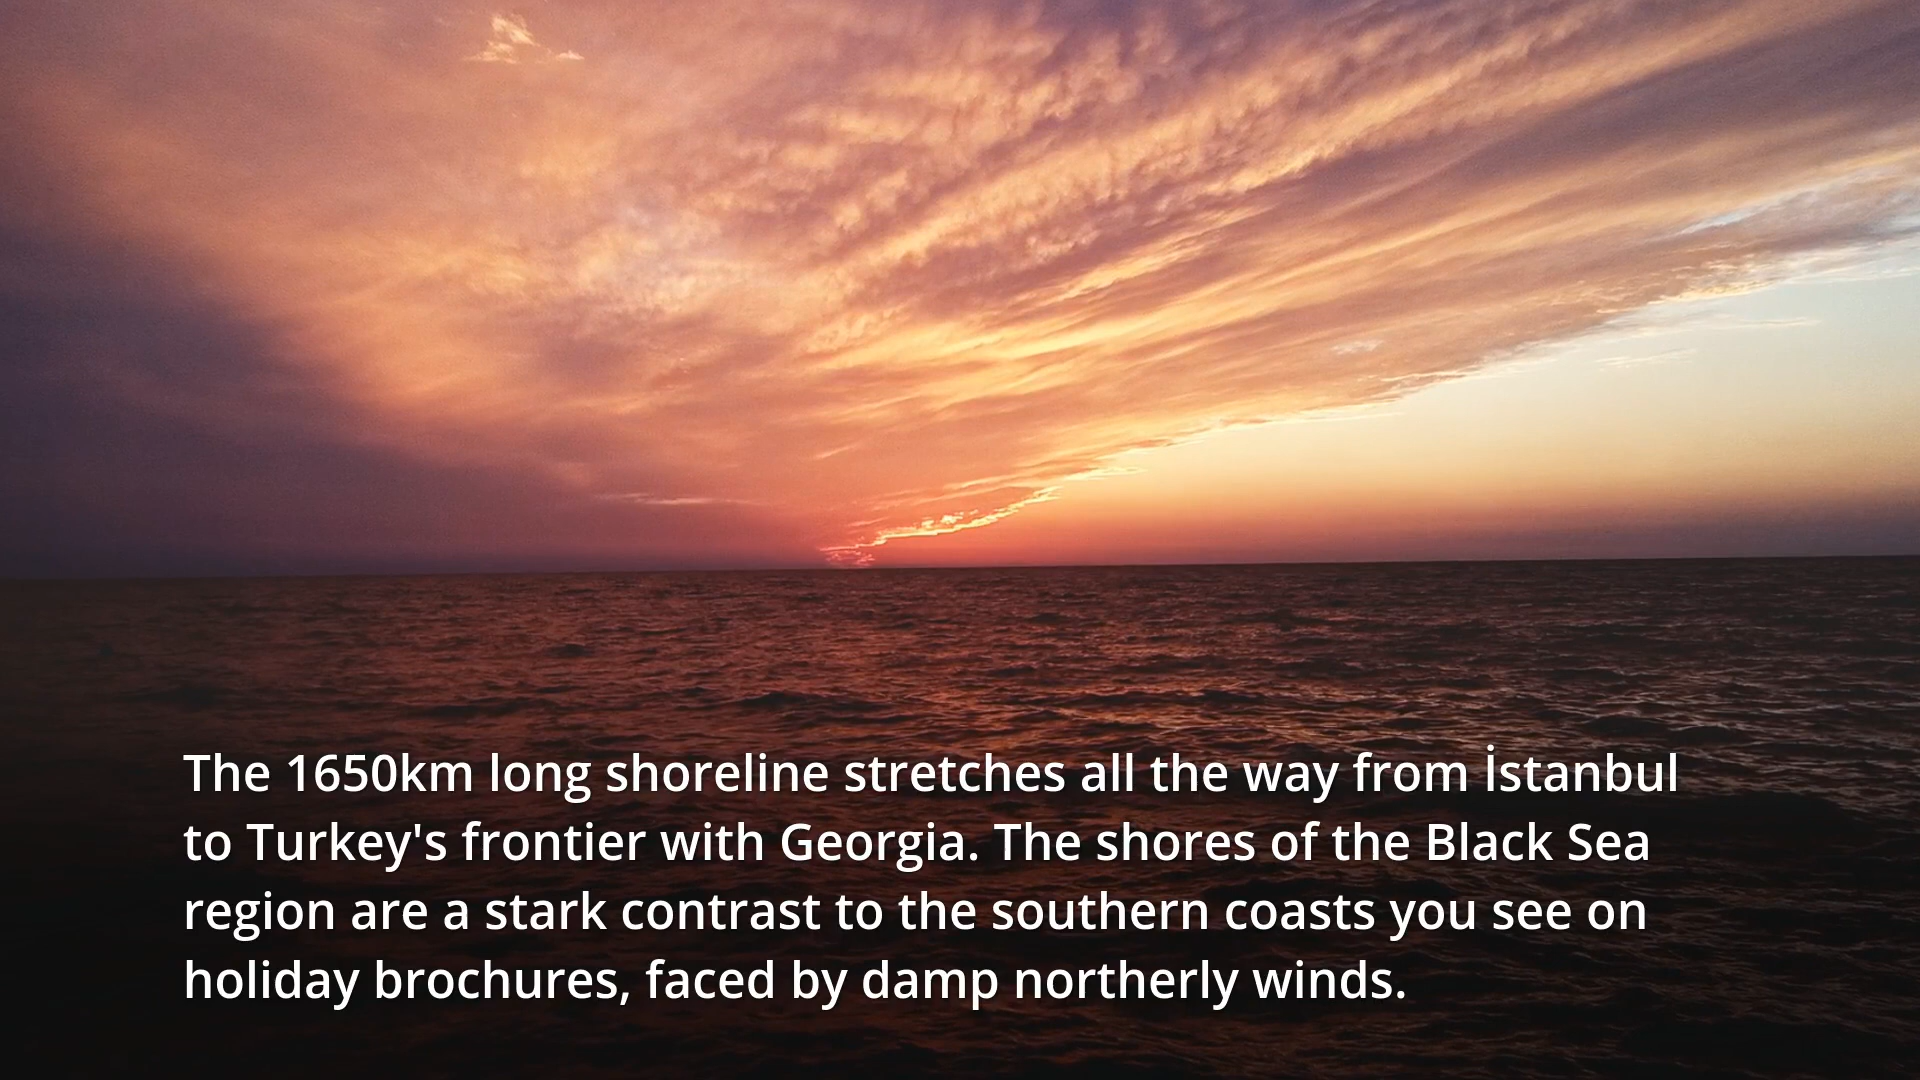 The 1650km long shoreline stretches all the way from İstanbul
to Turkey's frontier with Georgia. The shores of the Black Sea
region are a stark contrast to the southern coasts you see on
holiday brochures, faced by damp northerly winds.